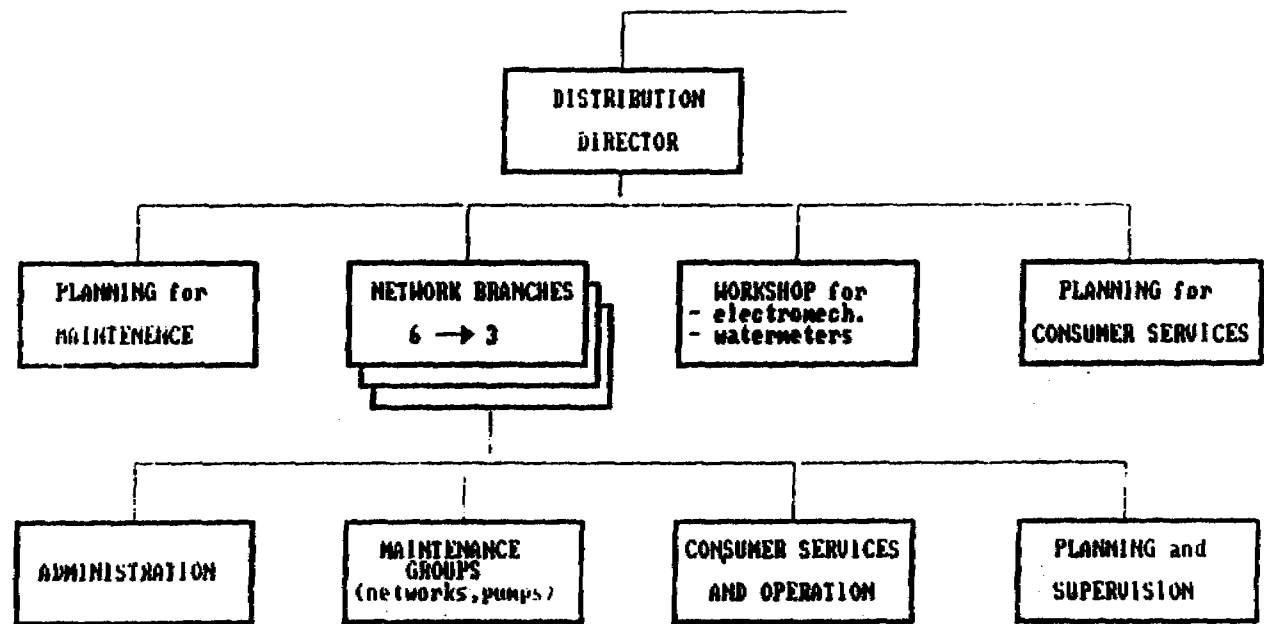 DISTRIBUTION
DIRECTOR
PLANNING for
MAINTENENCE
NETWORK BRANCHES
6 → 3
WORKSHOP for
- electromech.
- watermeters
PLANNING for
CONSUMER SERVICES
ADMINISTRATION
MAINTENANCE
GROUPS
(networks,pumps)
CONSUMER SERVICES
AND OPERATION
PLANNING and
SUPERVISION